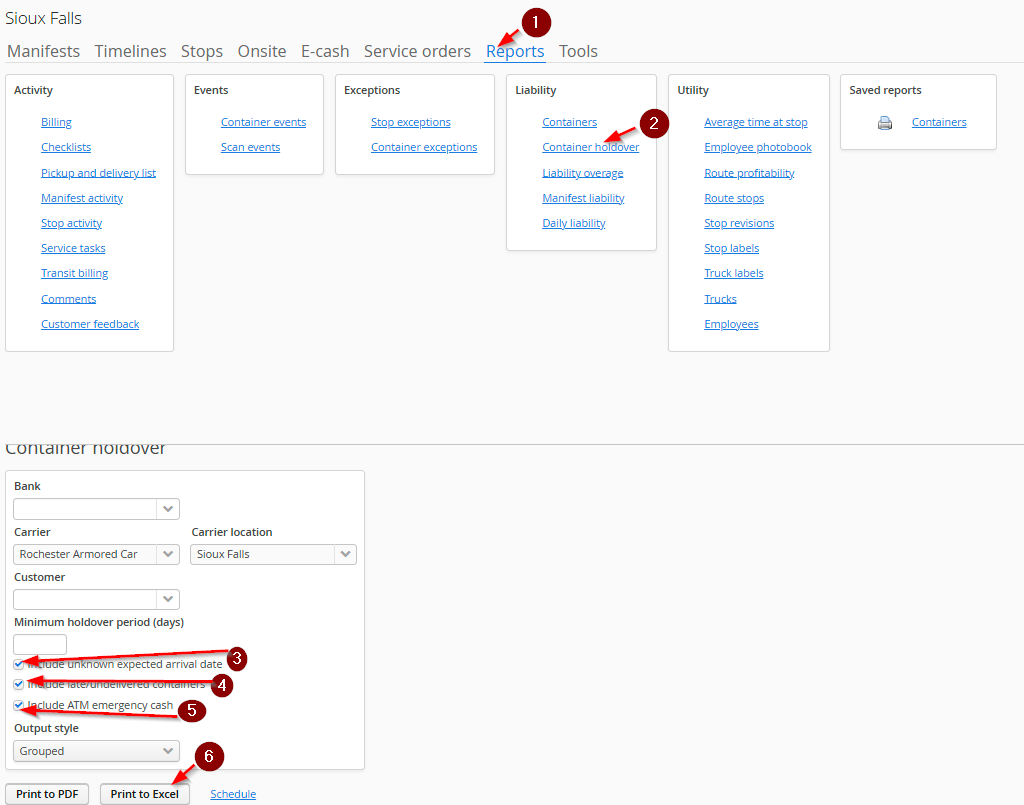 Sioux Falls
1
Manifests Timelines Stops Onsite E-cash Service orders Reports Tools
Activity
Billing
Checklists
Pickup and delivery list
Manifest activity
Stop activity
Service tasks
Transit billing
Comments
Customer feedback
Events
Container events
Scan events
Exceptions
Stop exceptions
Container exceptions
Liability
Containers
2
Container holdover
Liability overage
Manifest liability
Daily liability
Utility
Average time at stop
Employee photobook
Route profitability
Route stops
Stop revisions
Stop labels
Truck labels
Trucks
Employees
Saved reports
Containers
Container holdover
Bank
Carrier
Rochester Armored Car
Carrier location
Sioux Falls
Customer
Minimum holdover period (days)
Include unknown expected arrival date
3
Include late/undelivered containers
4
Include ATM emergency cash
5
Output style
Grouped
6
Print to PDF Print to Excel Schedule